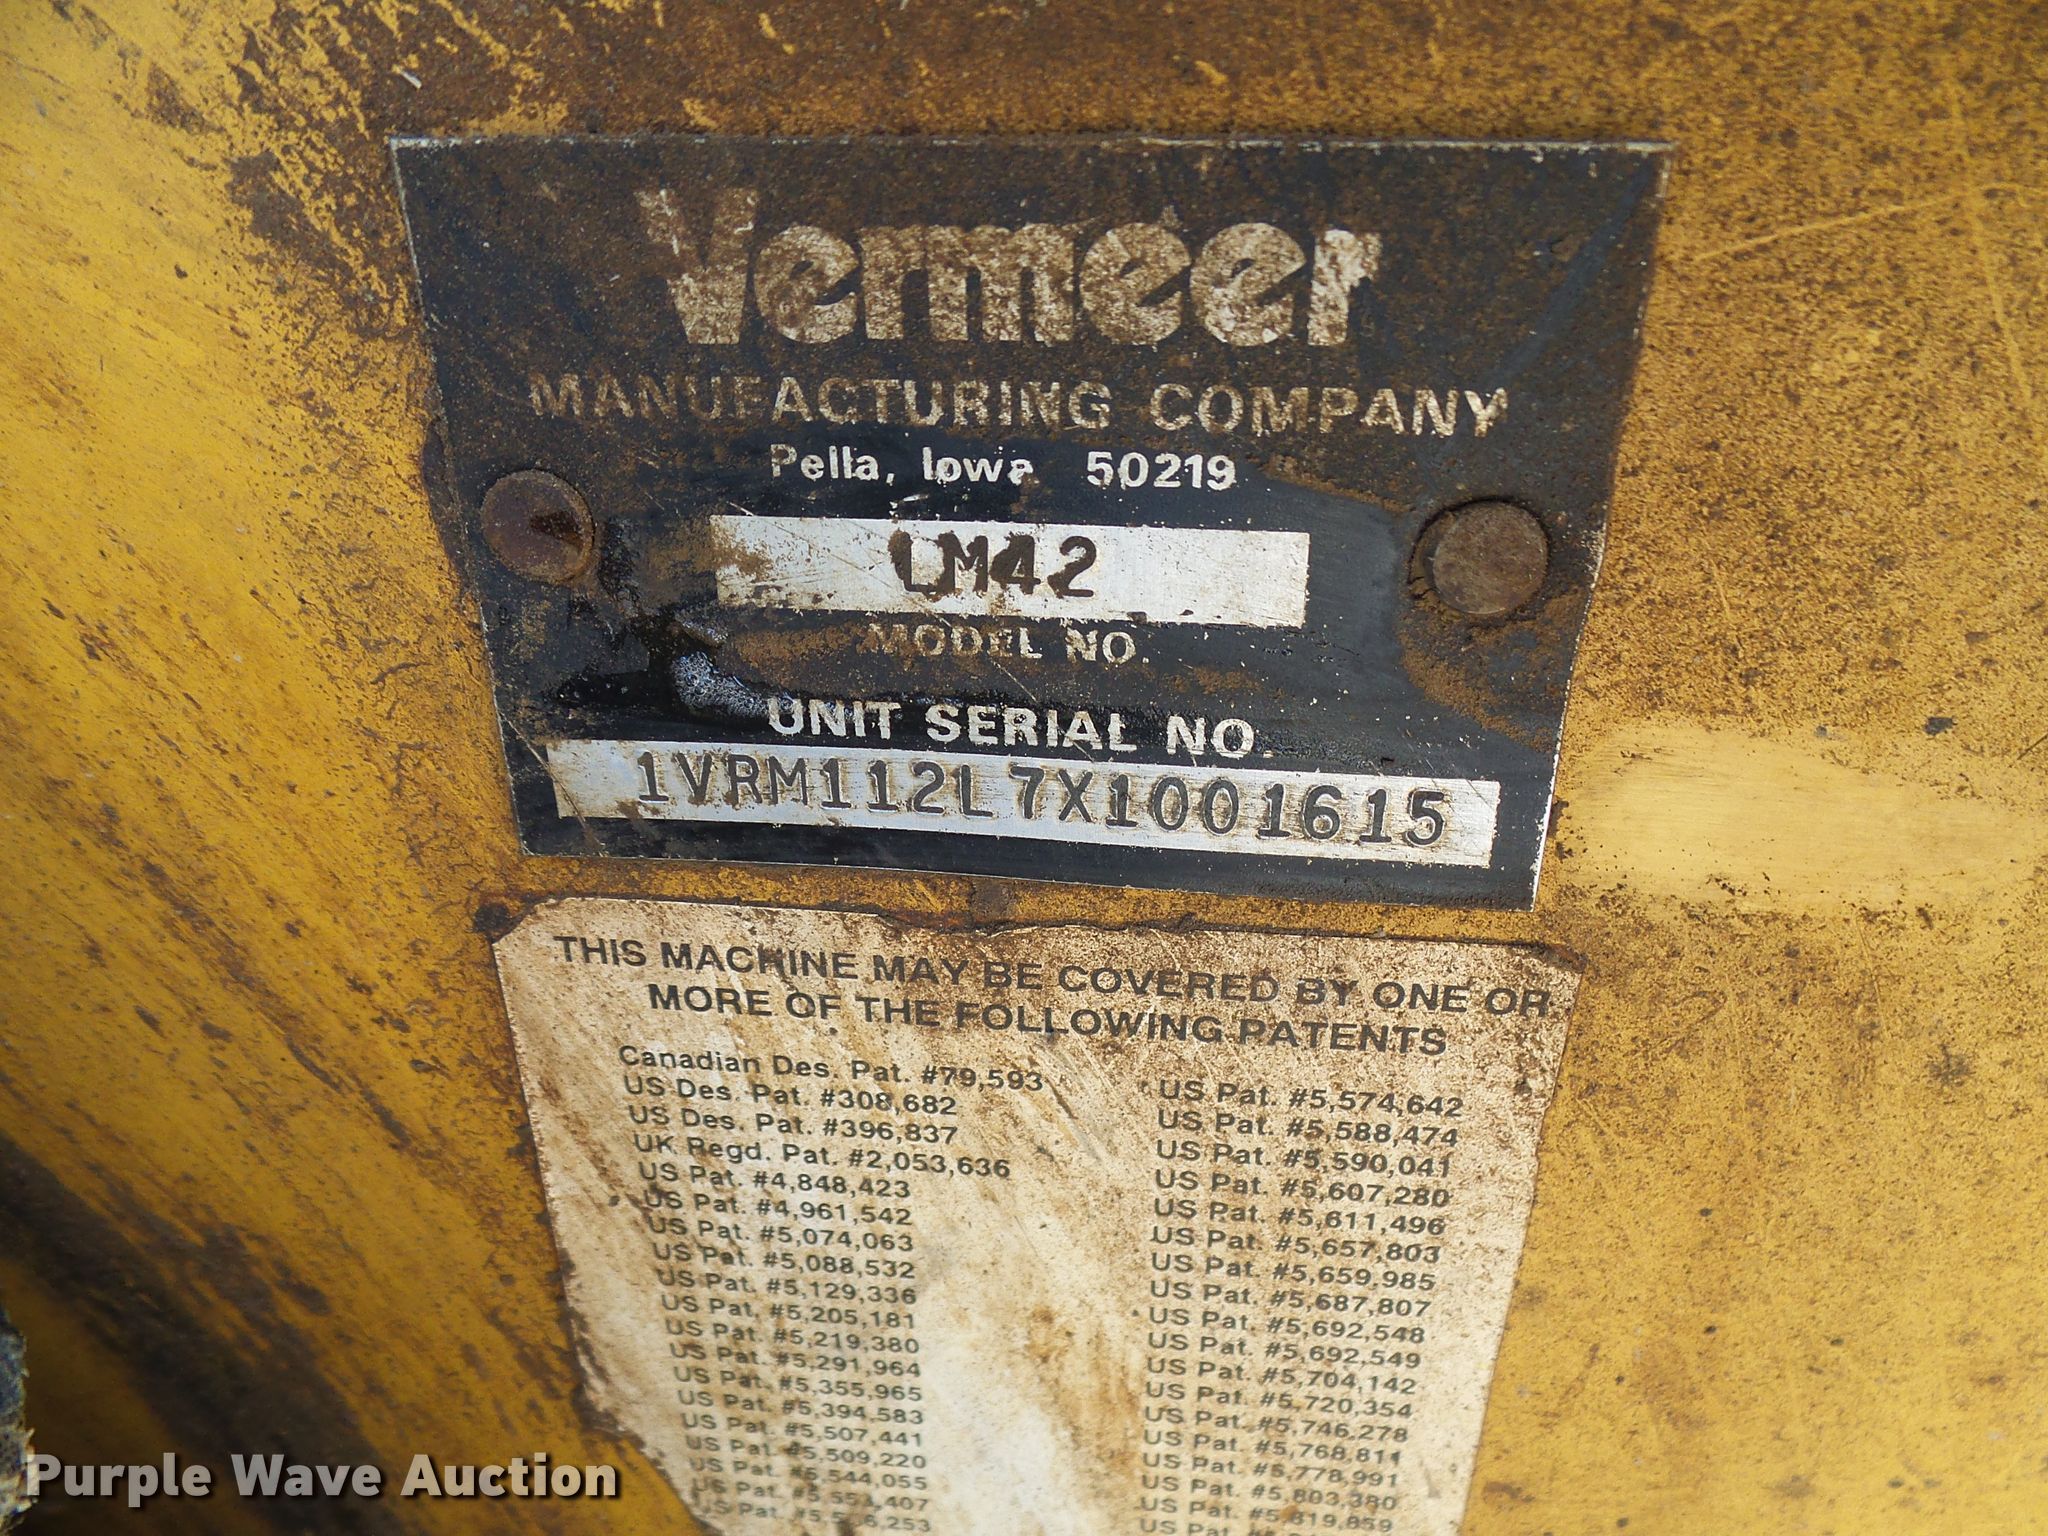 Vermeer
MANUFACTURING COMPANY
Pella, Iowa 50219
LM42
MODEL NO.
UNIT SERIAL NO.
1VRM112L7X1001615
THIS MACHINE MAY BE COVERED BY ONE OR
MORE OF THE FOLLOWING PATENTS
Canadian Des. Pat. #79,593
US Des. Pat. #308,682
US Des. Pat. #396,837
UK Regd. Pat. #2,053,636
US Pat. #4,848,423
US Pat. #4,961,542
US Pat. #5,074,063
US Pat. #5,088,532
US Pat. #5,129,336
US Pat. #5,205,181
US Pat. #5,219,380
US Pat. #5,291,964
US Pat. #5,355,965
US Pat. #5,394,583
US Pat. #5,507,441
US Pat. #5,509,220
US Pat. #5,544,055
US Pat.
US Pat.
US Pat. #5,574,642
US Pat. #5,588,474
US Pat. #5,590,041
US Pat. #5,607,280
US Pat. #5,611,496
US Pat. #5,657,803
US Pat. #5,659,985
US Pat. #5,687,807
US Pat. #5,692,548
US Pat. #5,692,549
US Pat. #5,704,142
US Pat. #5,720,354
US Pat. #5,746,278
US Pat. #5,768,811
US Pat. #5,778,991
US Pat. #5,803,380
US Pat. #5,819,859
US Pat.
Purple Wave Auction